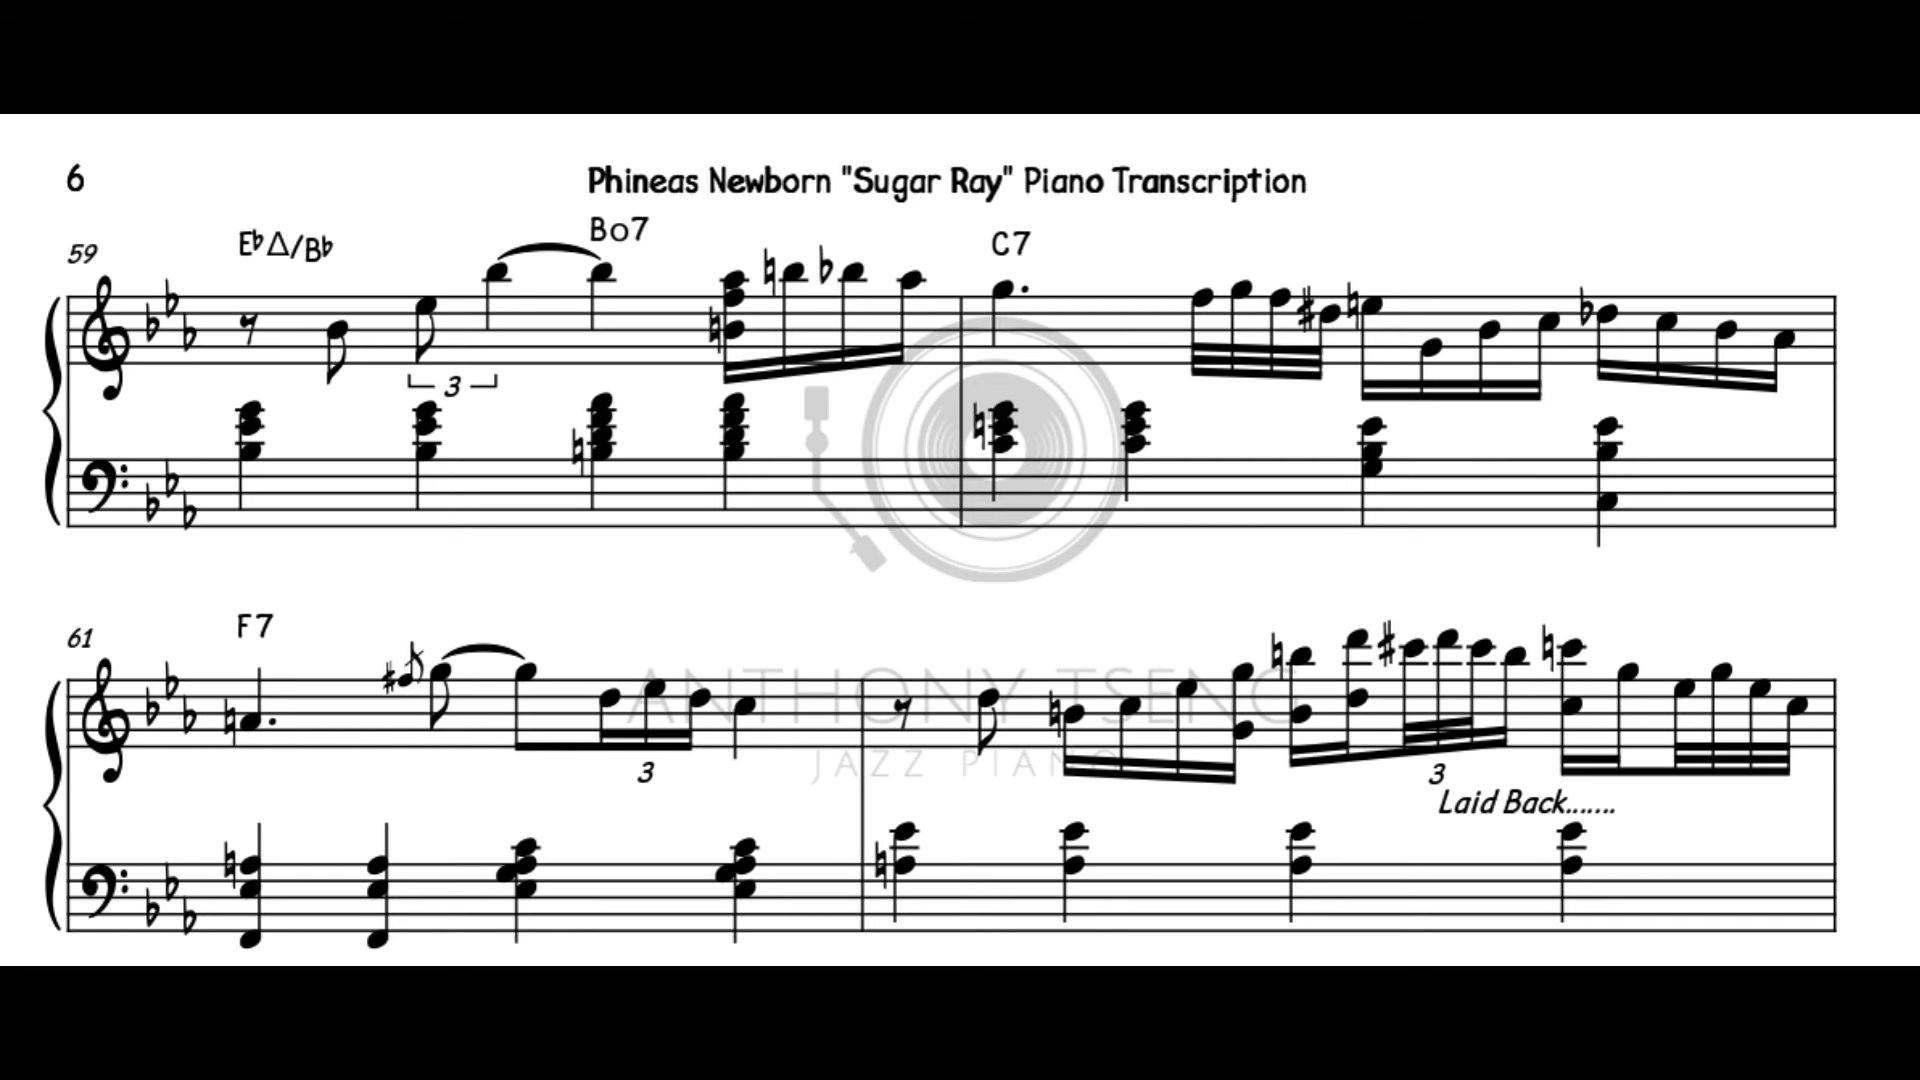 6
Phineas Newborn "Sugar Ray" Piano Transcription
59
E♭Δ/B♭
Bo7
C7
3
61
F7
3
3
Laid Back.......
ANTHONY TSENG
JAZZ PIANO